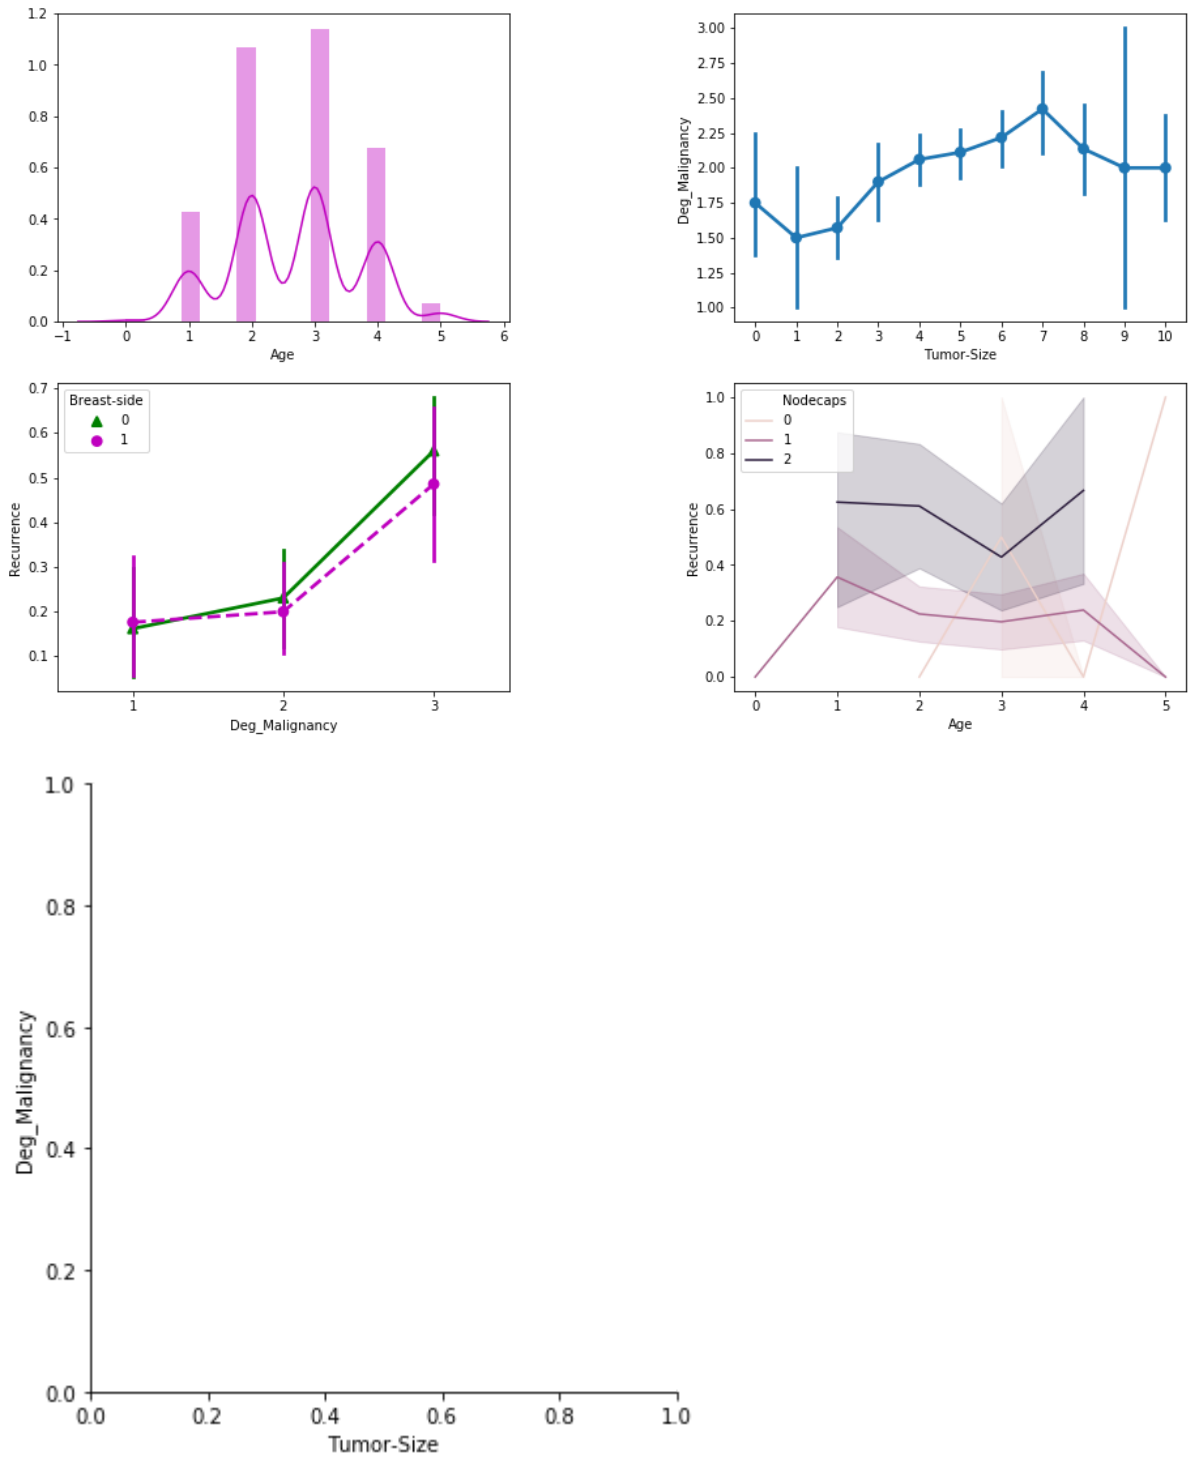 1.2
1.0
0.8
0.6
0.4
0.2
0.0
−1 0 1 2 3 4 5 6
Age
3.00
2.75
2.50
2.25
2.00
1.75
1.50
1.25
1.00
Deg_Malignancy
0 1 2 3 4 5 6 7 8 9 10
Tumor-Size
0.7
0.6
0.5
0.4
0.3
0.2
0.1
Recurrence
Breast-side
0
1
1 2 3
Deg_Malignancy
1.0
0.8
0.6
0.4
0.2
0.0
Recurrence
Nodecaps
0
1
2
0 1 2 3 4 5
Age
1.0
0.8
0.6
0.4
0.2
0.0
Deg_Malignancy
0.0 0.2 0.4 0.6 0.8 1.0
Tumor-Size